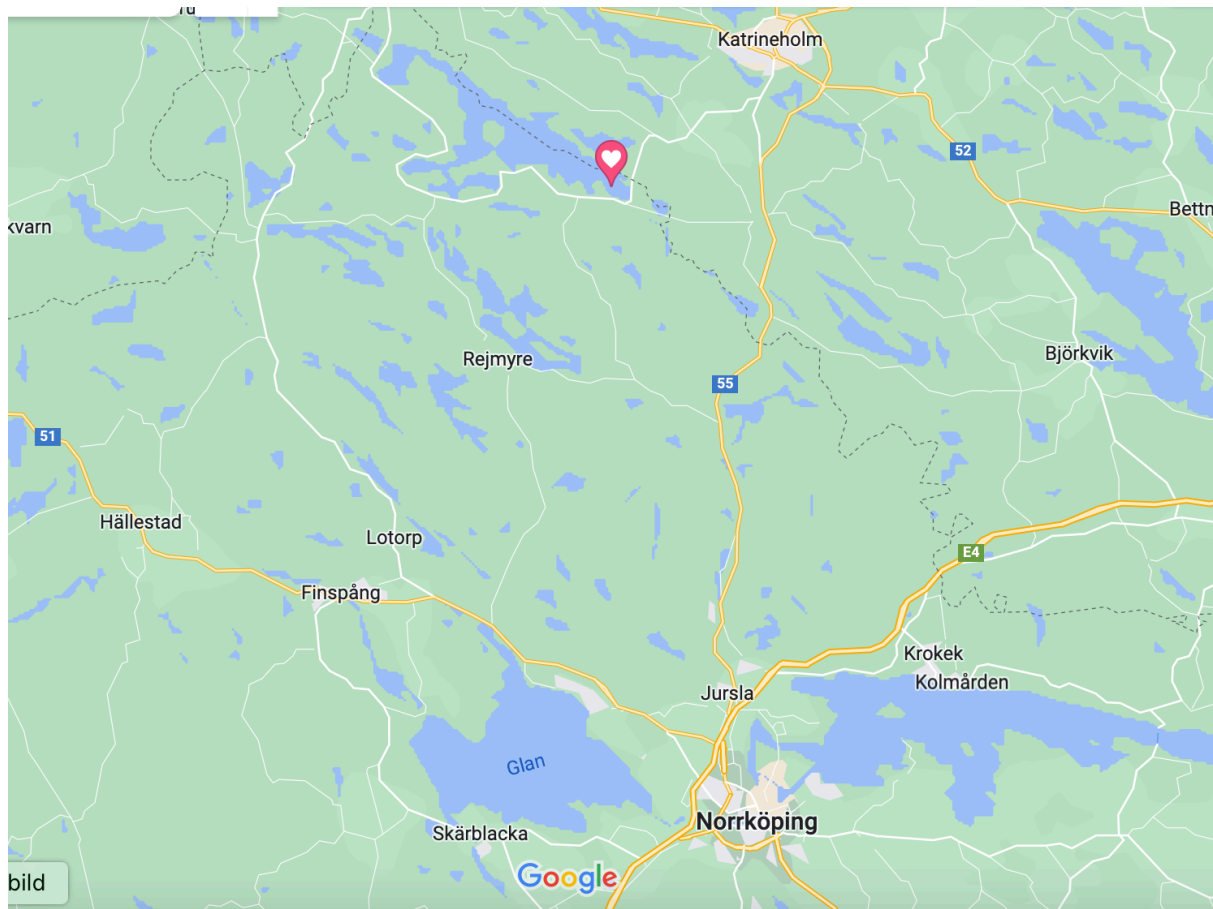 Katrineholm
52
kvarn
Bettn
Rejmyre
Björkvik
55
51
Hällestad
Lotorp
E4
Finspång
Krokek
Kolmården
Jursla
Glan
Norrköping
Skärblacka
bild
Google